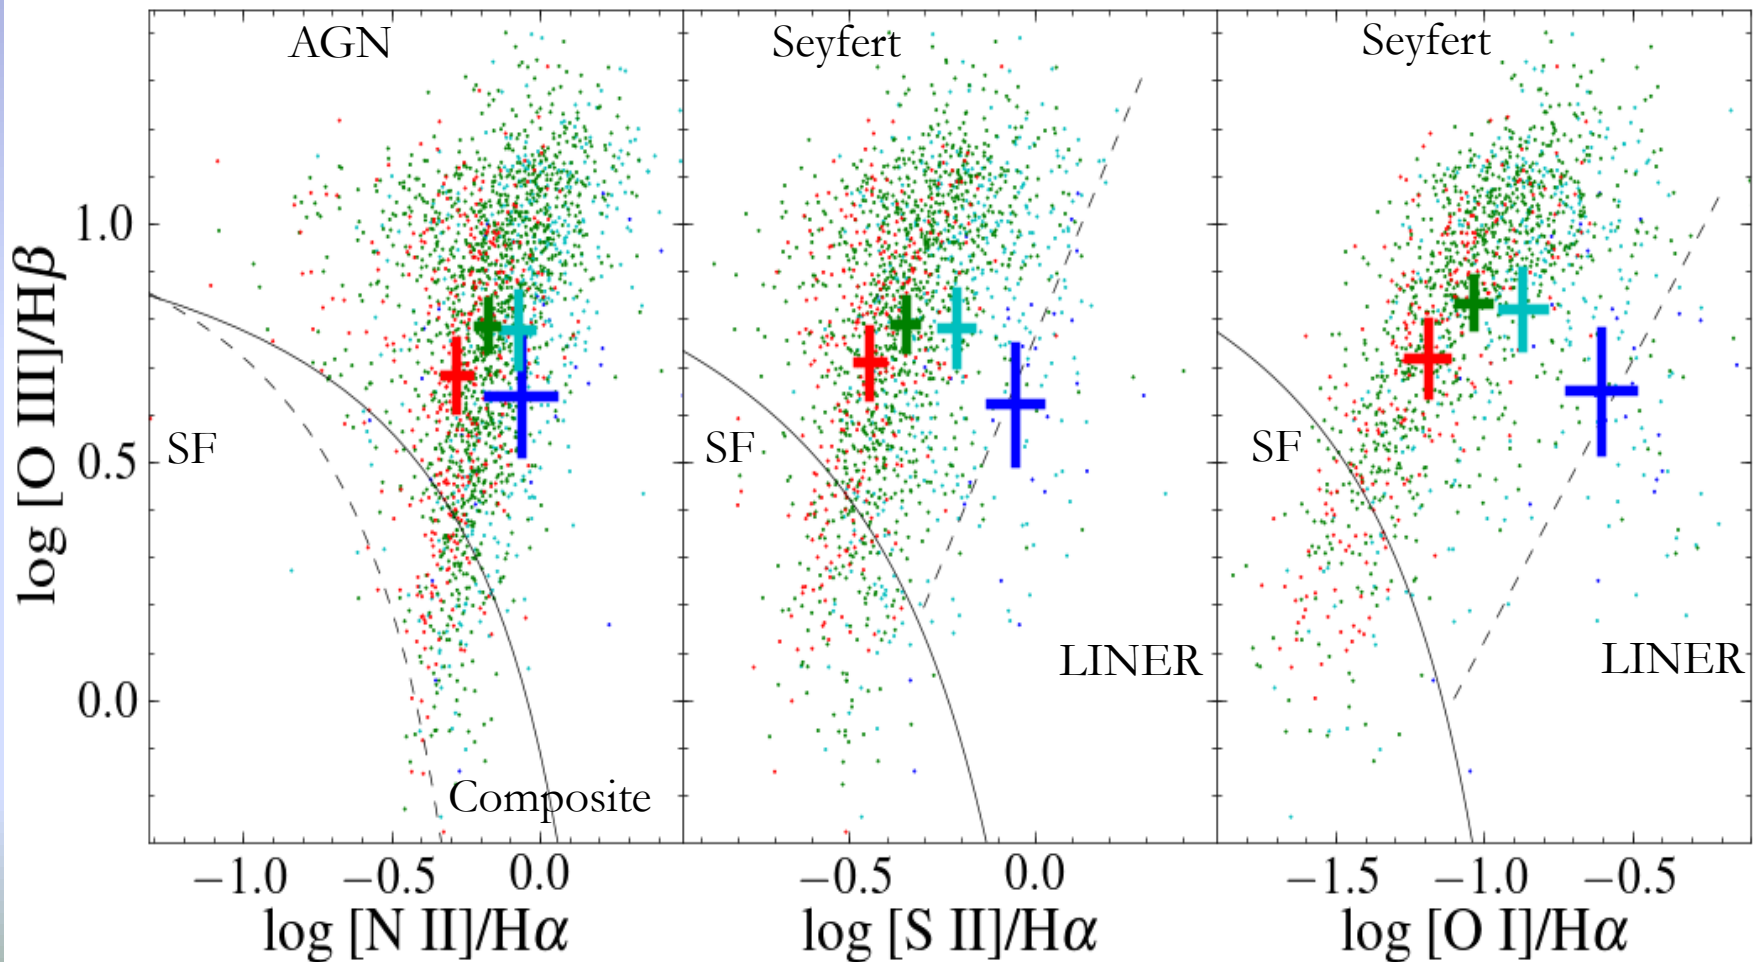 AGN
Seyfert
Seyfert
SF
SF
SF
Composite
LINER
LINER
log [O III]/Hβ
1.0
0.5
0.0
−1.0 −0.5 0.0
−0.5 0.0
−1.5 −1.0 −0.5
log [N II]/Hα
log [S II]/Hα
log [O I]/Hα